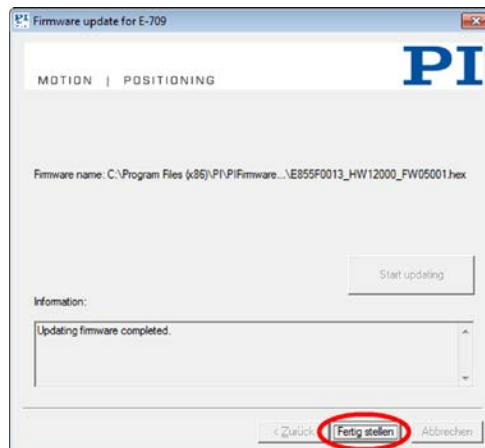 Firmware update for E-709
PI
MOTION | POSITIONING
Firmware name: C:\Program Files (x86)\PI\PIFirmware...\E855F0013_HW12000_FW05001.hex
Start updating
Information:
Updating firmware completed.
< Zurück
Fertig stellen
Abbrechen